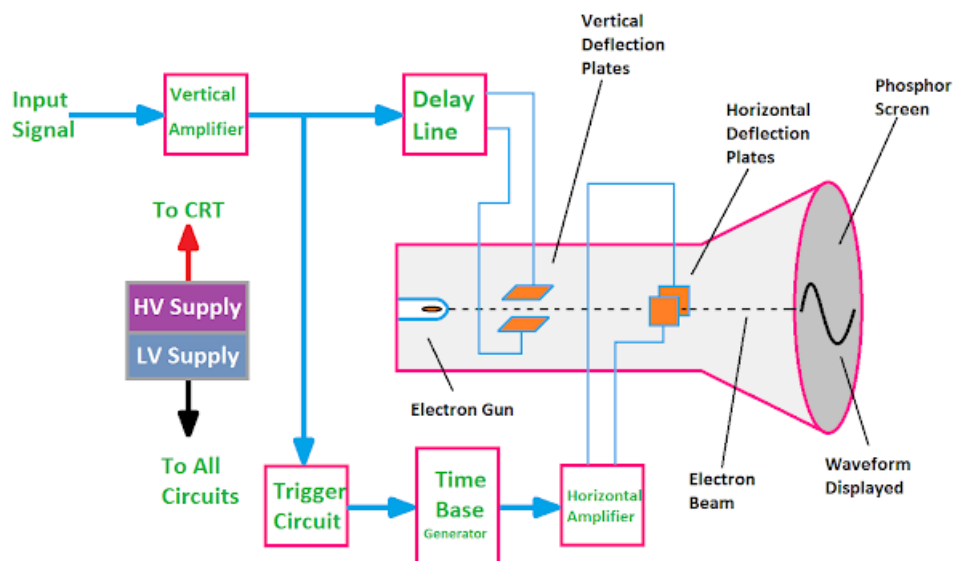 Vertical
Deflection
Plates
Input
Signal
Vertical
Amplifier
Delay
Line
Horizontal
Deflection
Plates
Phosphor
Screen
To CRT
HV Supply
LV Supply
Electron Gun
To All
Circuits
Trigger
Circuit
Time
Base
Generator
Horizontal
Amplifier
Electron
Beam
Waveform
Displayed